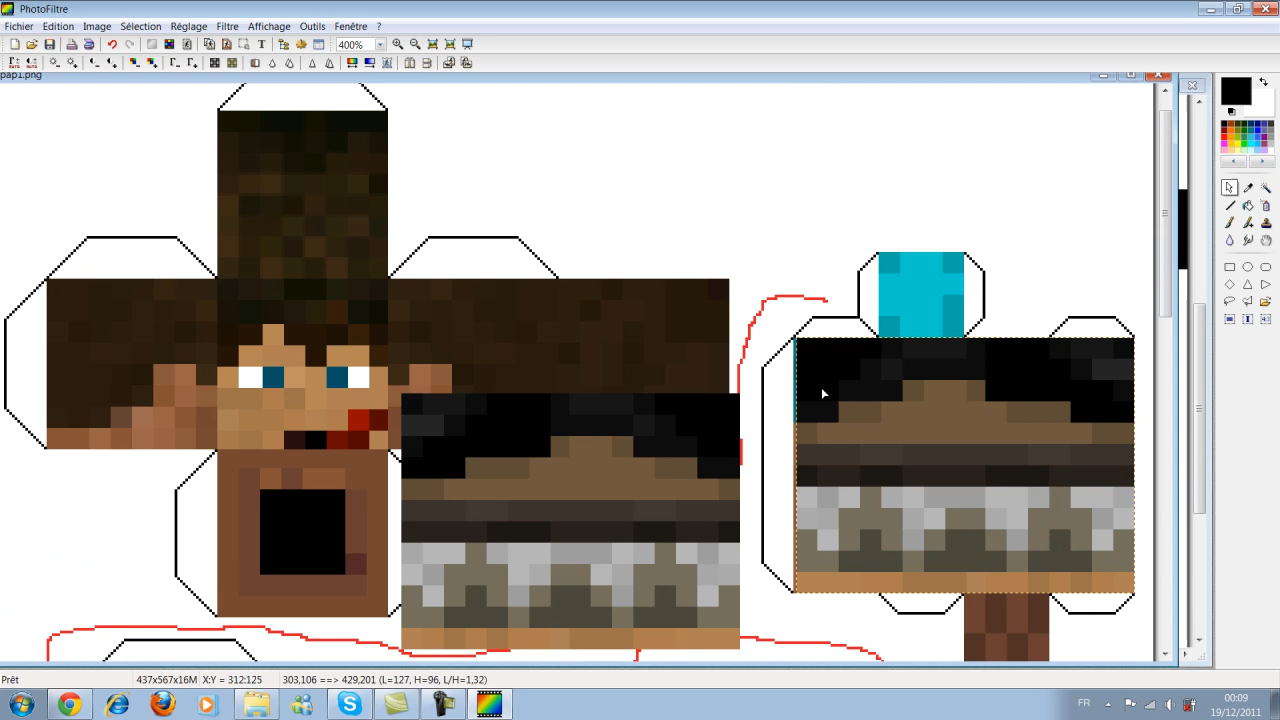 PhotoFiltre
Fichier Edition Image Sélection Réglage Filtre Affichage Outils Fenêtre ?
T 400%
pap1.png
Prêt 437x567x16M X:Y = 312:125 303,106 ==> 429,201 (L=127, H=96, L/H=1,32)
FR 00:09
19/12/2011